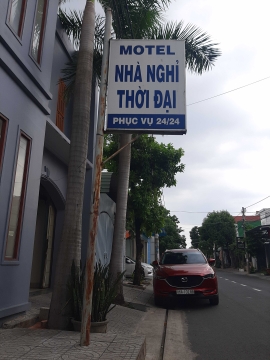 MOTEL
NHÀ NGHỈ
THỜI ĐẠI
PHỤC VỤ 24/24